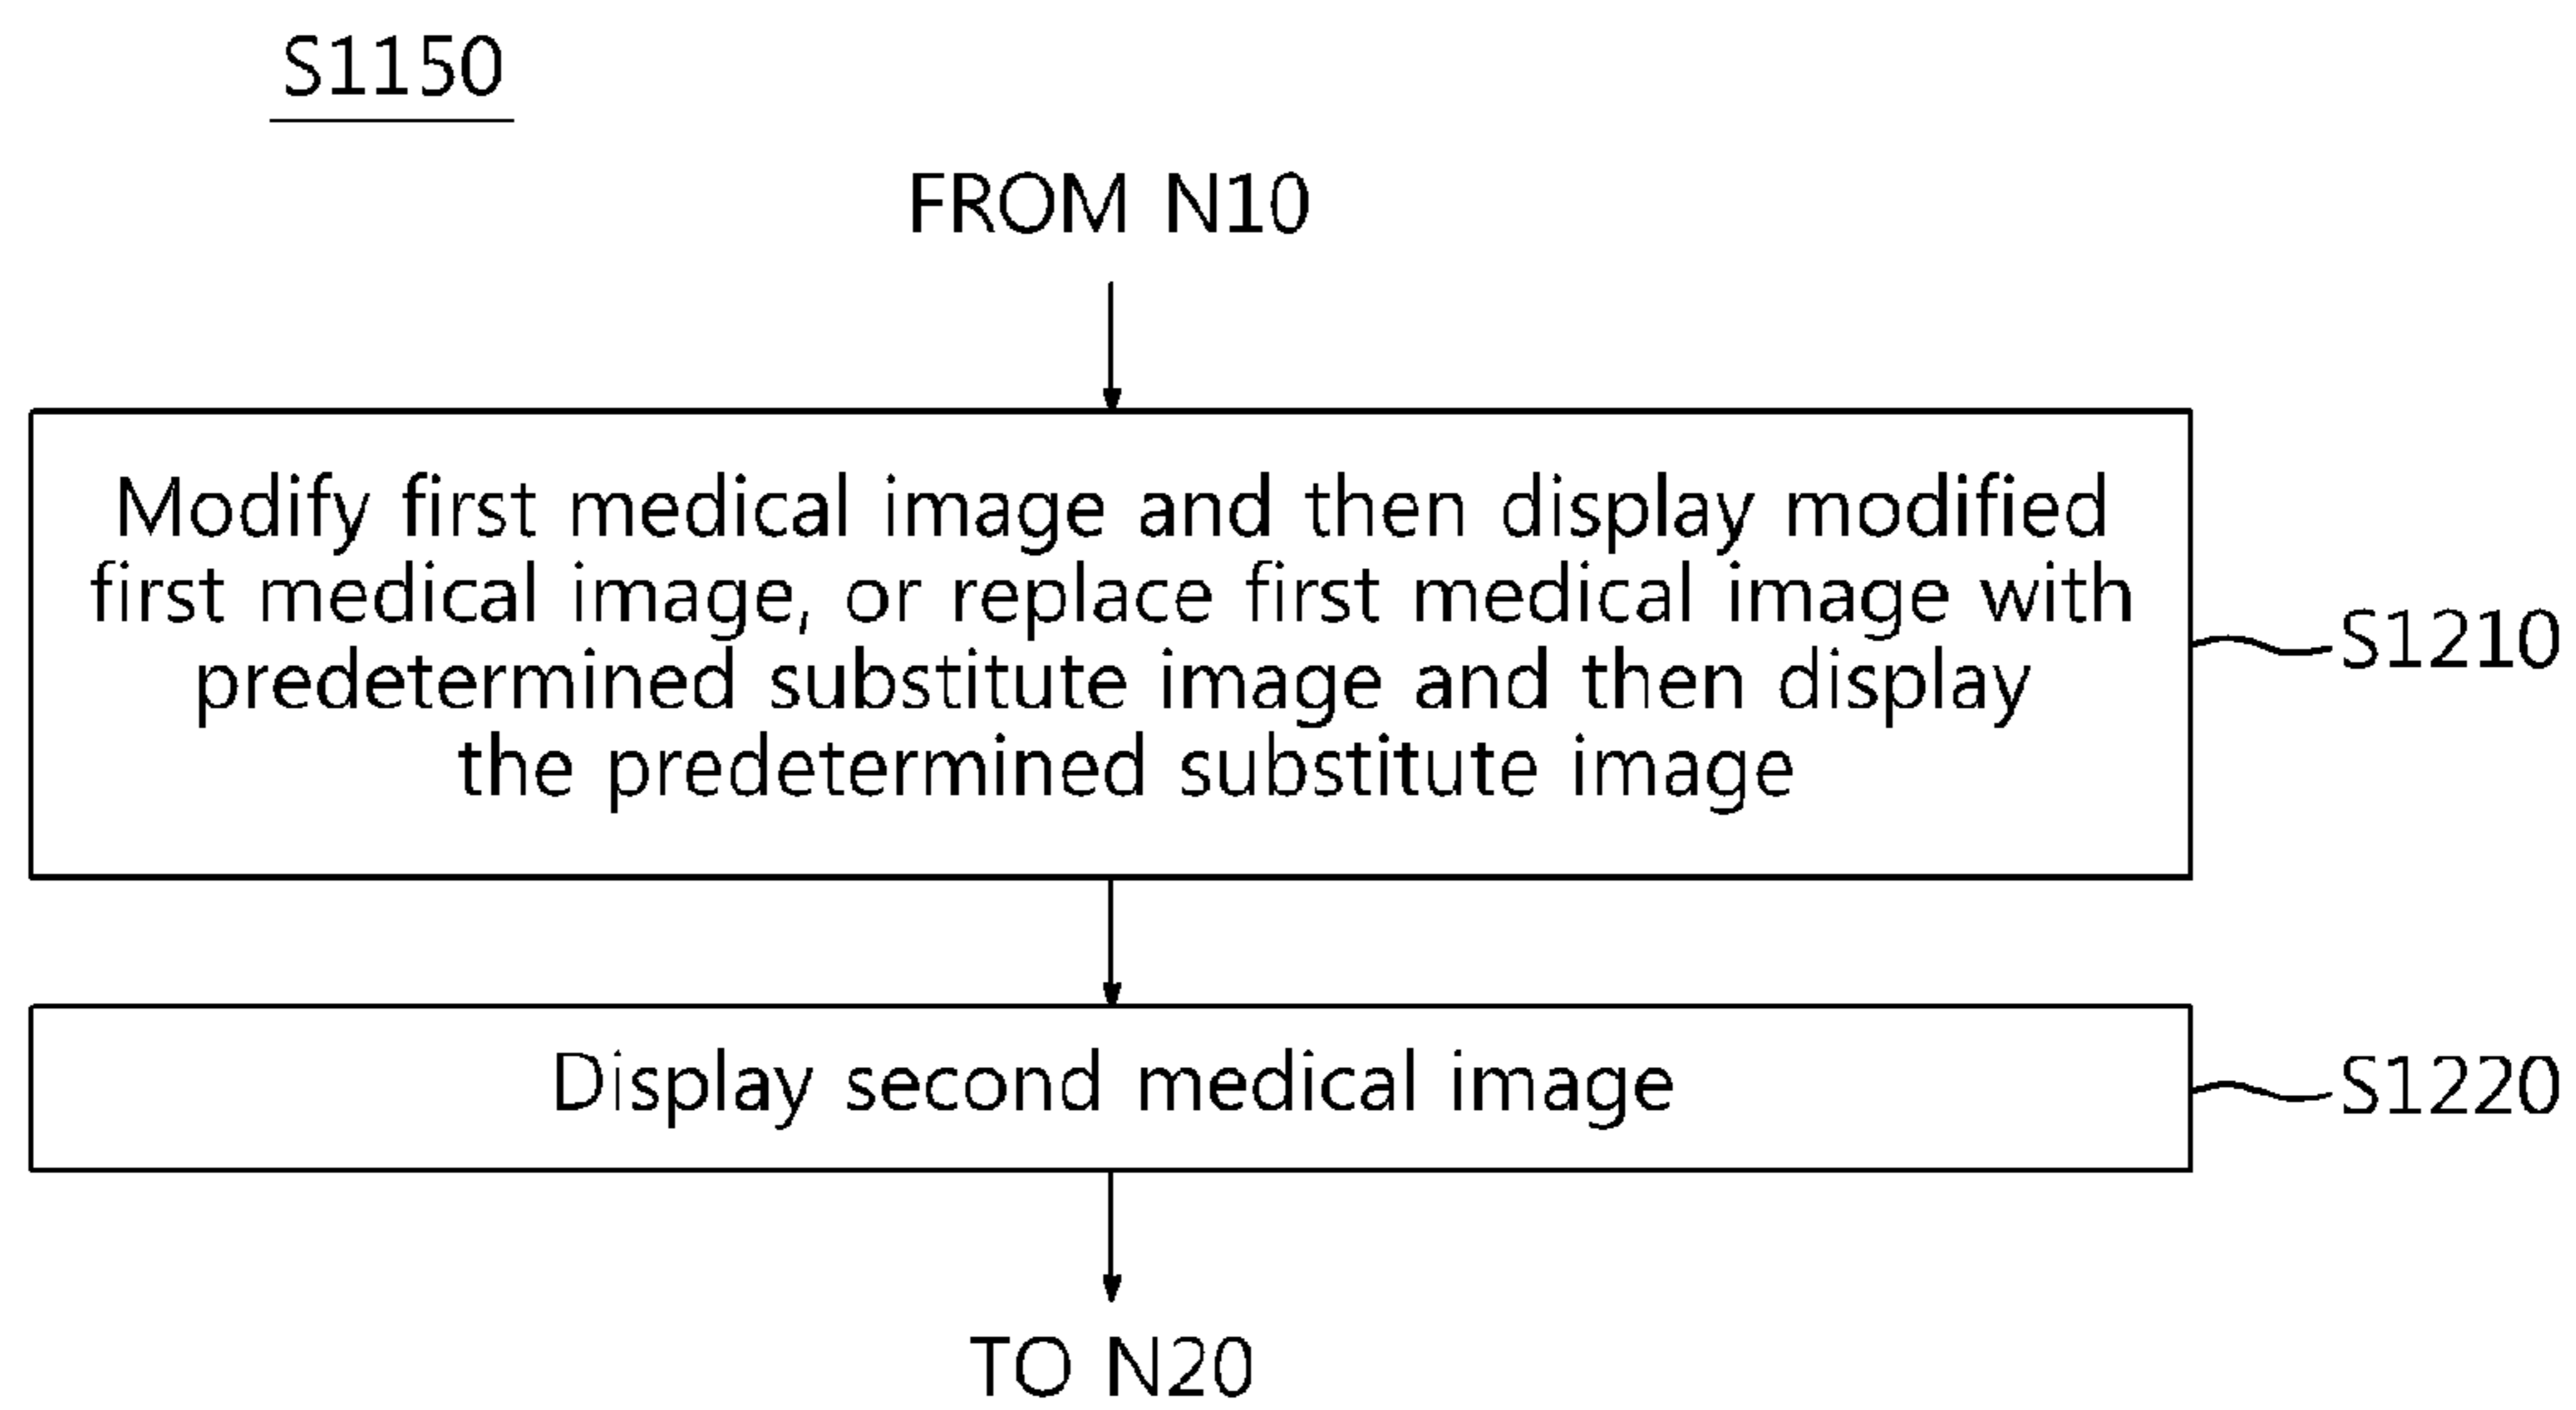 S1150
FROM N10
Modify first medical image and then display modified
first medical image, or replace first medical image with
predetermined substitute image and then display
the predetermined substitute image
S1210
Display second medical image
S1220
TO N20